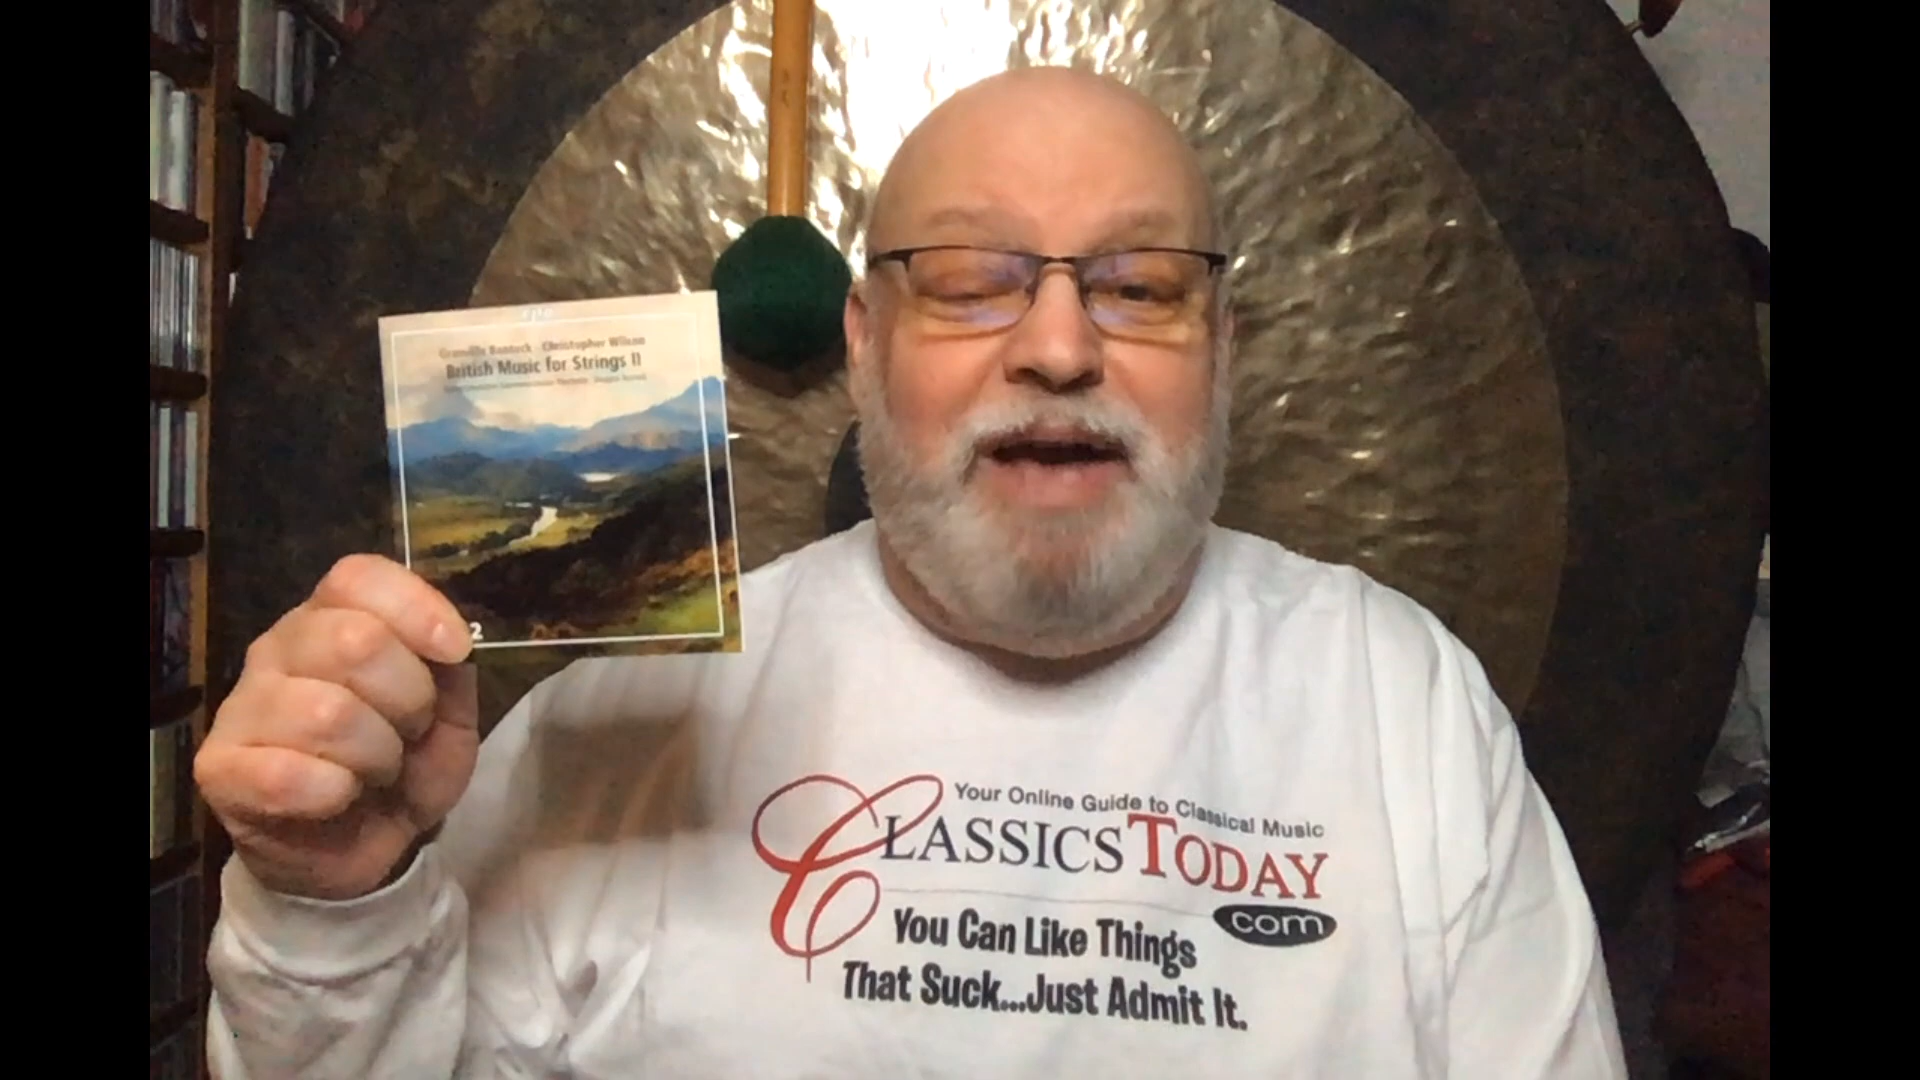 cpo
Granville Bantock · Christopher Wilson
British Music for Strings II
2
Your Online Guide to Classical Music
CLASSICSTODAY
com
You Can Like Things
That Suck...Just Admit It.